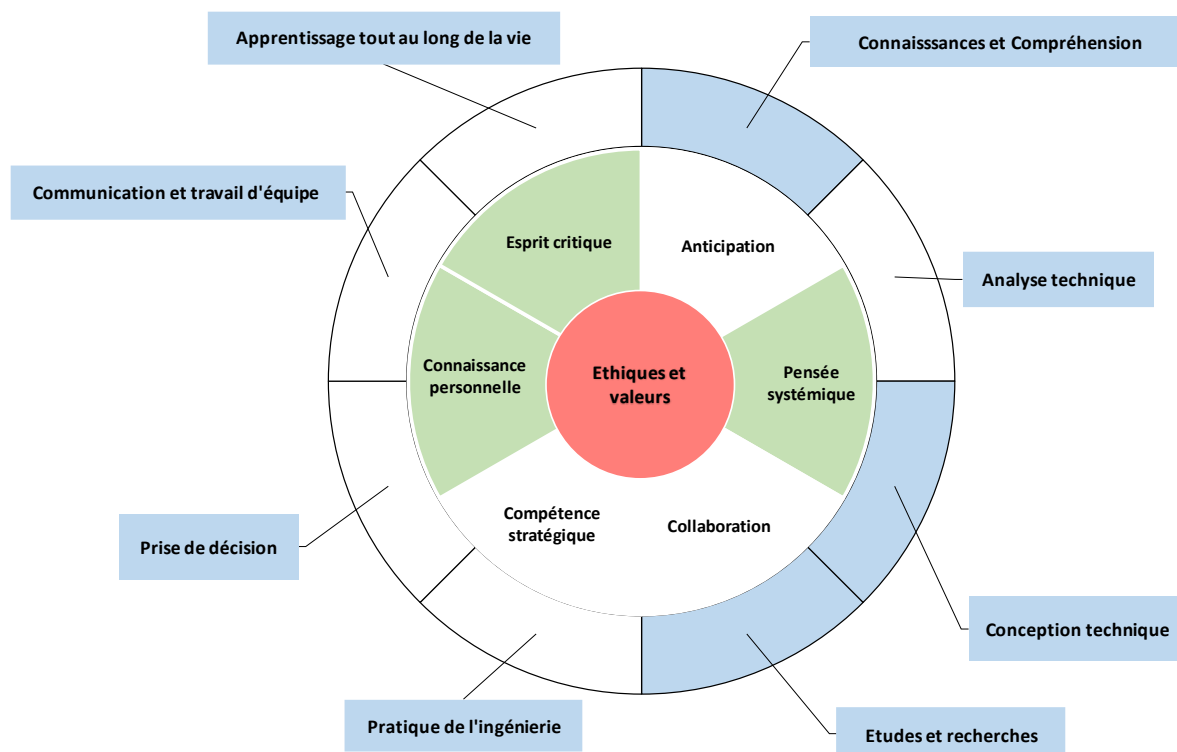 Apprentissage tout au long de la vie
Connaisssances et Compréhension
Communication et travail d'équipe
Esprit critique
Anticipation
Analyse technique
Connaissance
personnelle
Ethiques et
valeurs
Pensée
systémique
Compétence
stratégique
Collaboration
Prise de décision
Conception technique
Pratique de l'ingénierie
Etudes et recherches